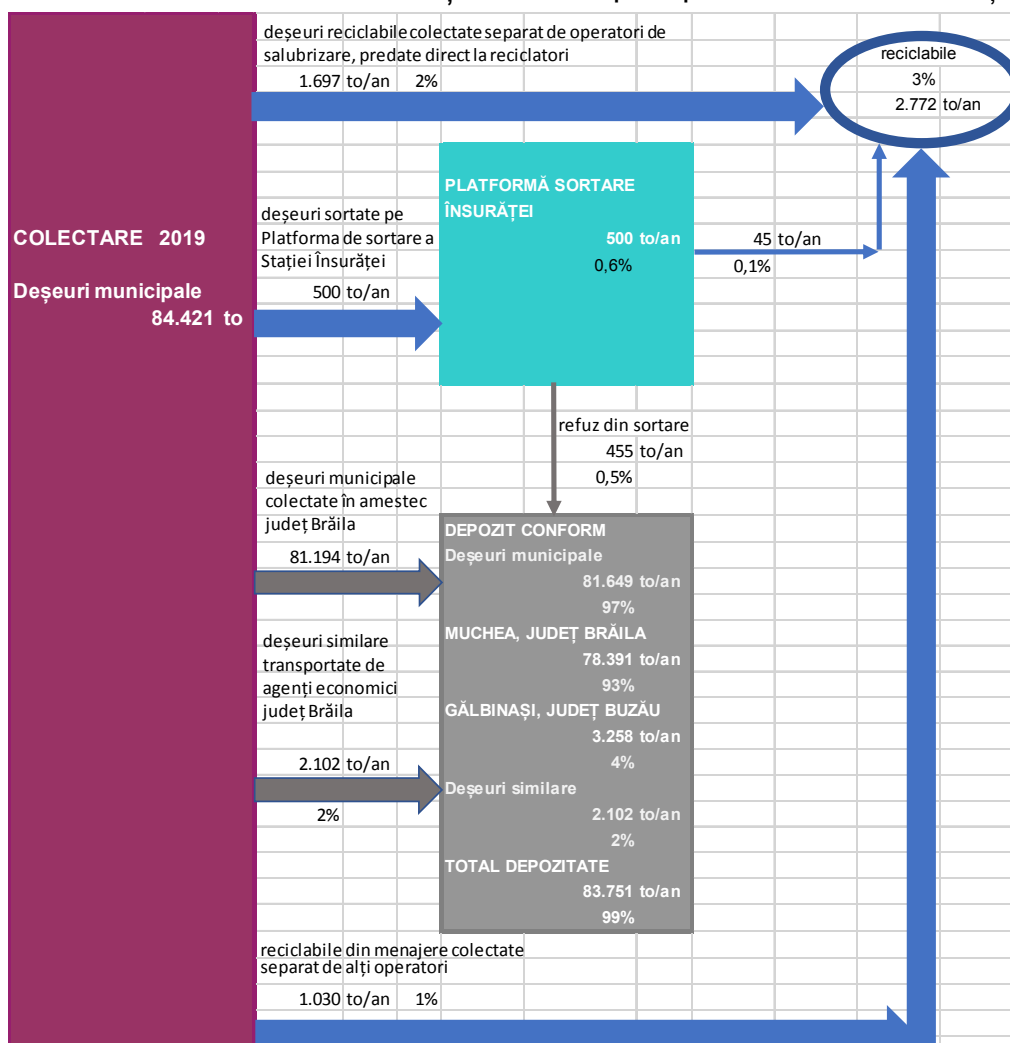 deșeuri reciclabile colectate separat de operatori de
salubrizare, predate direct la reciclatori
1.697 to/an 2%
reciclabile
3%
2.772 to/an
COLECTARE 2019
Deșeuri municipale
84.421 to
deșeuri sortate pe
Platforma de sortare a
Stației Însurăței
500 to/an
PLATFORMĂ SORTARE
ÎNSURĂȚEI
500 to/an
0,6%
45 to/an
0,1%
refuz din sortare
455 to/an
0,5%
deșeuri municipale
colectate în amestec
județ Brăila
81.194 to/an
DEPOZIT CONFORM
Deșeuri municipale
81.649 to/an
97%
MUCHEA, JUDEȚ BRĂILA
78.391 to/an
93%
GĂLBINAȘI, JUDEȚ BUZĂU
3.258 to/an
4%
Deșeuri similare
2.102 to/an
2%
TOTAL DEPOZITATE
83.751 to/an
99%
deșeuri similare
transportate de
agenți economici
județ Brăila
2.102 to/an
2%
reciclabile din menajere colectate
separat de alți operatori
1.030 to/an 1%